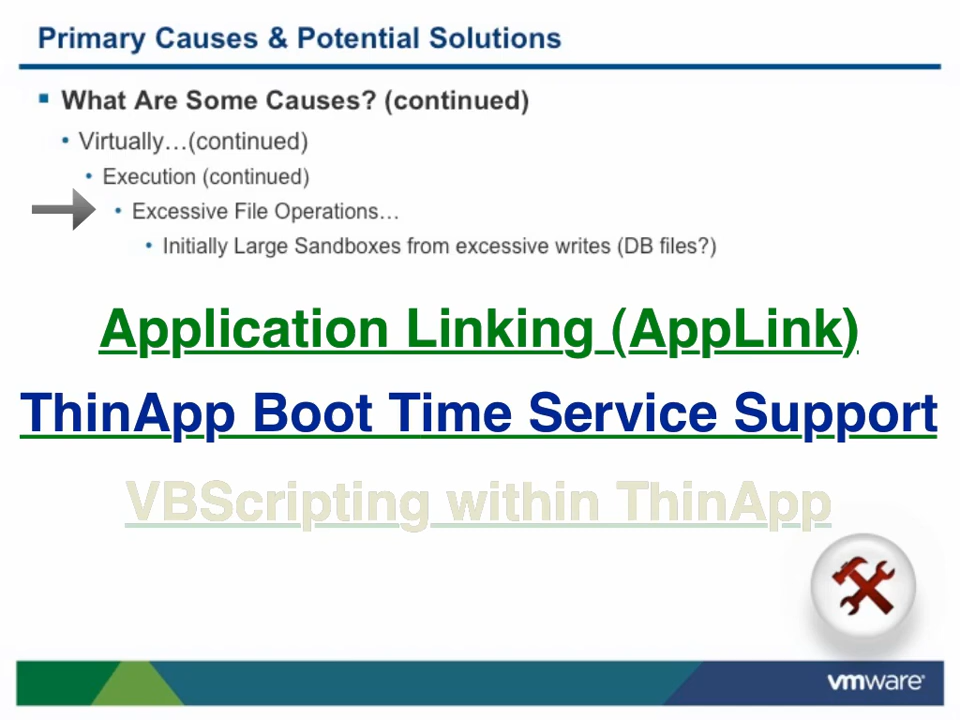 Primary Causes & Potential Solutions
What Are Some Causes? (continued)
Virtually…(continued)
Execution (continued)
Excessive File Operations…
Initially Large Sandboxes from excessive writes (DB files?)
Application Linking (AppLink)
ThinApp Boot Time Service Support
VBScripting within ThinApp
vmware